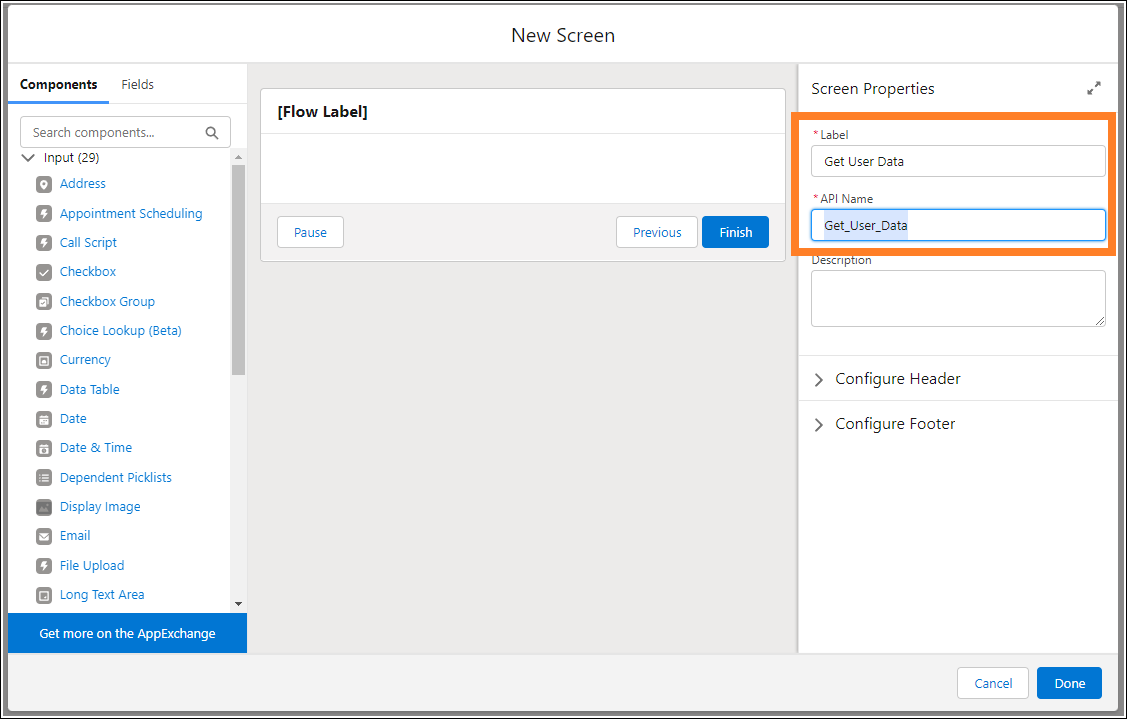 New Screen
Components Fields
Search components...
Input (29)
Address
Appointment Scheduling
Call Script
Checkbox
Checkbox Group
Choice Lookup (Beta)
Currency
Data Table
Date
Date & Time
Dependent Picklists
Display Image
Email
File Upload
Long Text Area
Get more on the AppExchange
[Flow Label]
Pause Previous Finish
Screen Properties
* Label
Get User Data
* API Name
Get_User_Data
Description
Configure Header
Configure Footer
Cancel Done